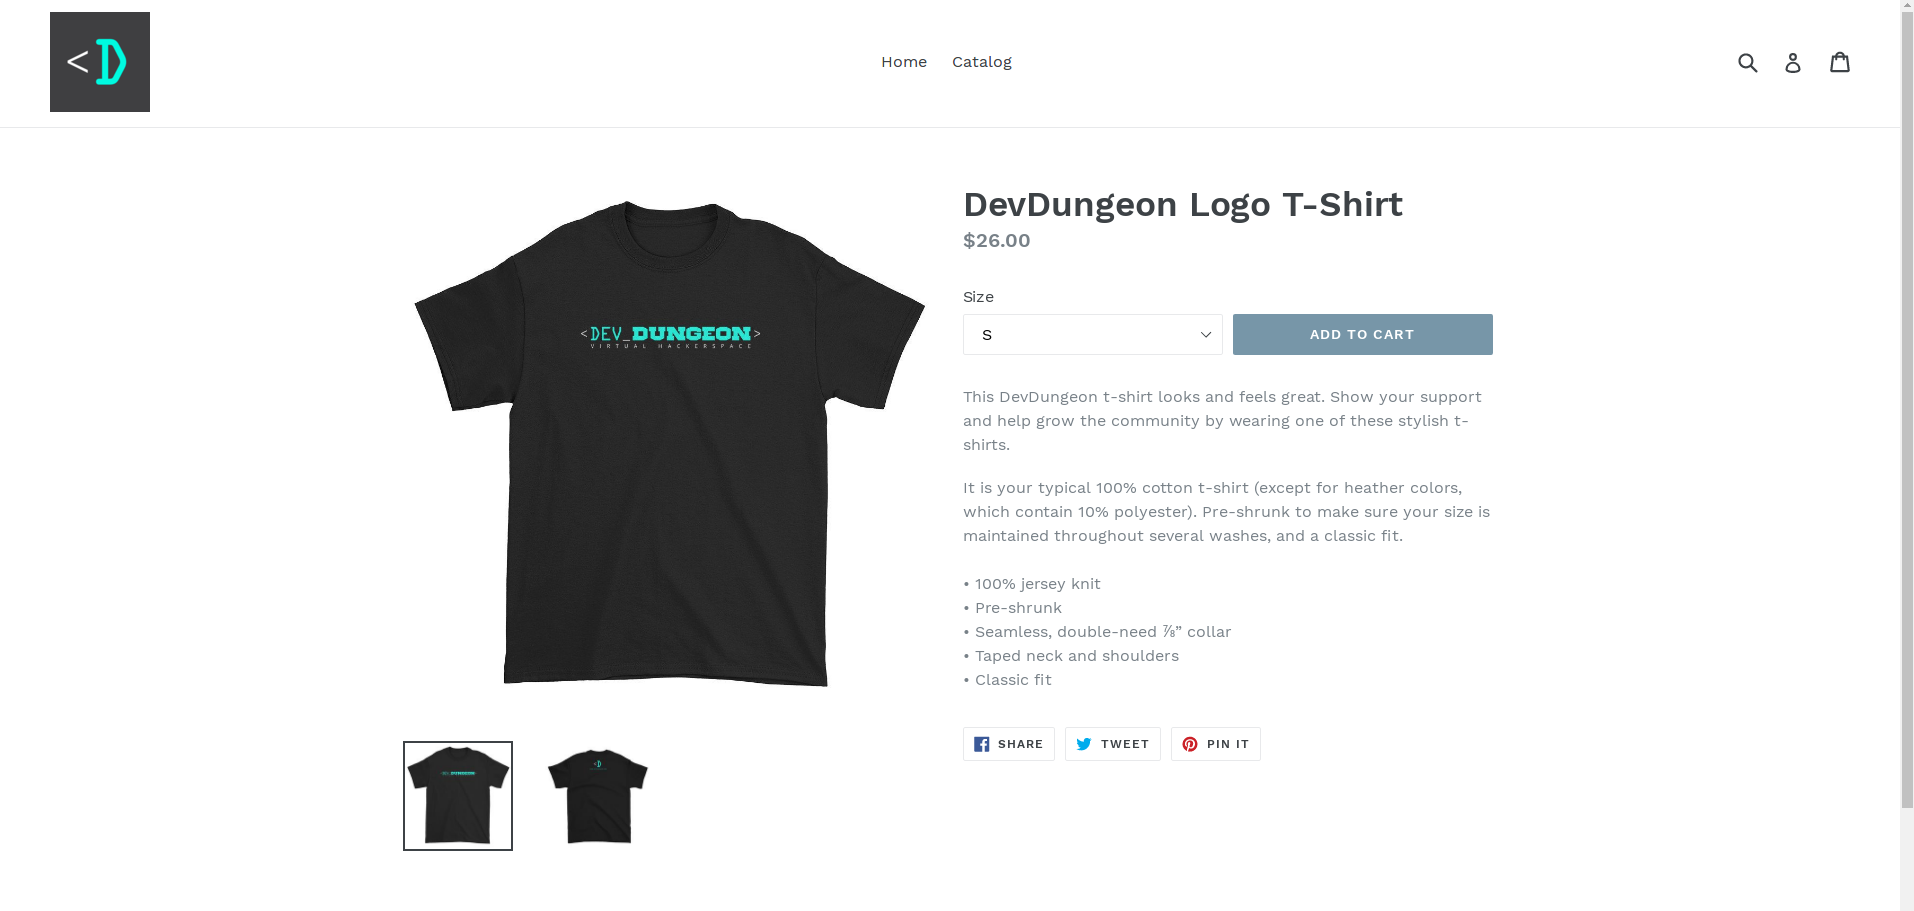 <D
Home
Catalog
<DEV_DUNGEON>
VIRTUAL HACKERSPACE
DevDungeon Logo T-Shirt
$26.00
Size
S
ADD TO CART
This DevDungeon t-shirt looks and feels great. Show your support
and help grow the community by wearing one of these stylish t-
shirts.
It is your typical 100% cotton t-shirt (except for heather colors,
which contain 10% polyester). Pre-shrunk to make sure your size is
maintained throughout several washes, and a classic fit.
• 100% jersey knit
• Pre-shrunk
• Seamless, double-need ⅞” collar
• Taped neck and shoulders
• Classic fit
SHARE
TWEET
PIN IT
<D